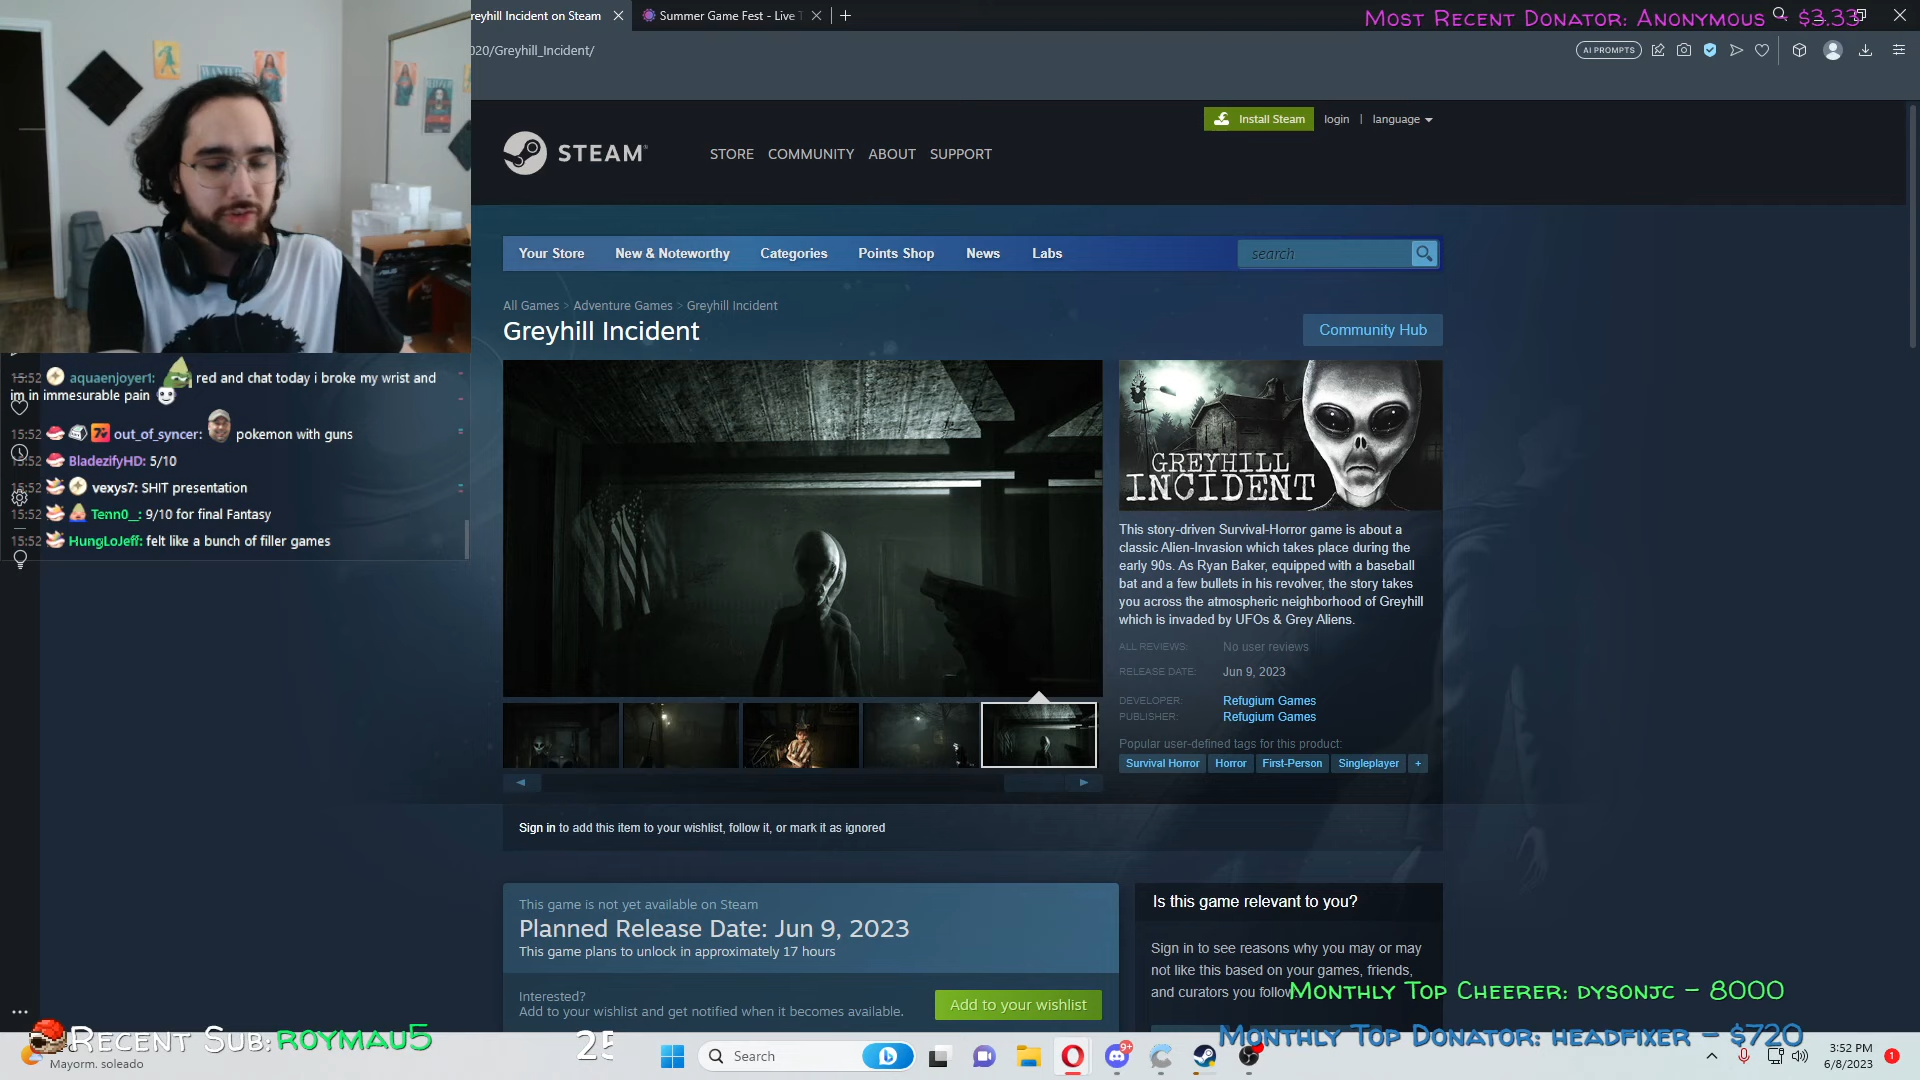 reyhill Incident on Steam
Summer Game Fest - Live
Most Recent Donator: Anonymous - $3.33
020/Greyhill_Incident/
AI PROMPTS
Install Steam
login | language
STEAM
STORE COMMUNITY ABOUT SUPPORT
Your Store New & Noteworthy Categories Points Shop News Labs
search
All Games > Adventure Games > Greyhill Incident
Greyhill Incident
Community Hub
15:52 aquaenjoyer1: red and chat today i broke my wrist and
im in immesurable pain
15:52 out_of_syncer: pokemon with guns
15:52 BladezifyHD: 5/10
15:52 vexys7: SHIT presentation
15:52 Tenn0__: 9/10 for final Fantasy
15:52 HungLoJeff: felt like a bunch of filler games
GREYHILL
INCIDENT
This story-driven Survival-Horror game is about a
classic Alien-Invasion which takes place during the
early 90s. As Ryan Baker, equipped with a baseball
bat and a few bullets in his revolver, the story takes
you across the atmospheric neighborhood of Greyhill
which is invaded by UFOs & Grey Aliens.
ALL REVIEWS: No user reviews
RELEASE DATE: Jun 9, 2023
DEVELOPER: Refugium Games
PUBLISHER: Refugium Games
Popular user-defined tags for this product:
Survival Horror Horror First-Person Singleplayer +
Sign in to add this item to your wishlist, follow it, or mark it as ignored
This game is not yet available on Steam
Planned Release Date: Jun 9, 2023
This game plans to unlock in approximately 17 hours
Interested?
Add to your wishlist and get notified when it becomes available.
Add to your wishlist
Is this game relevant to you?
Sign in to see reasons why you may or may
not like this based on your games, friends,
and curators you follow.
Monthly Top Cheerer: dysonjc - 8000
Monthly Top Donator: headfixer - $720
Recent Sub: roymau5
25
Mayorm. soleado
Search
9+
3:52 PM
6/8/2023
1